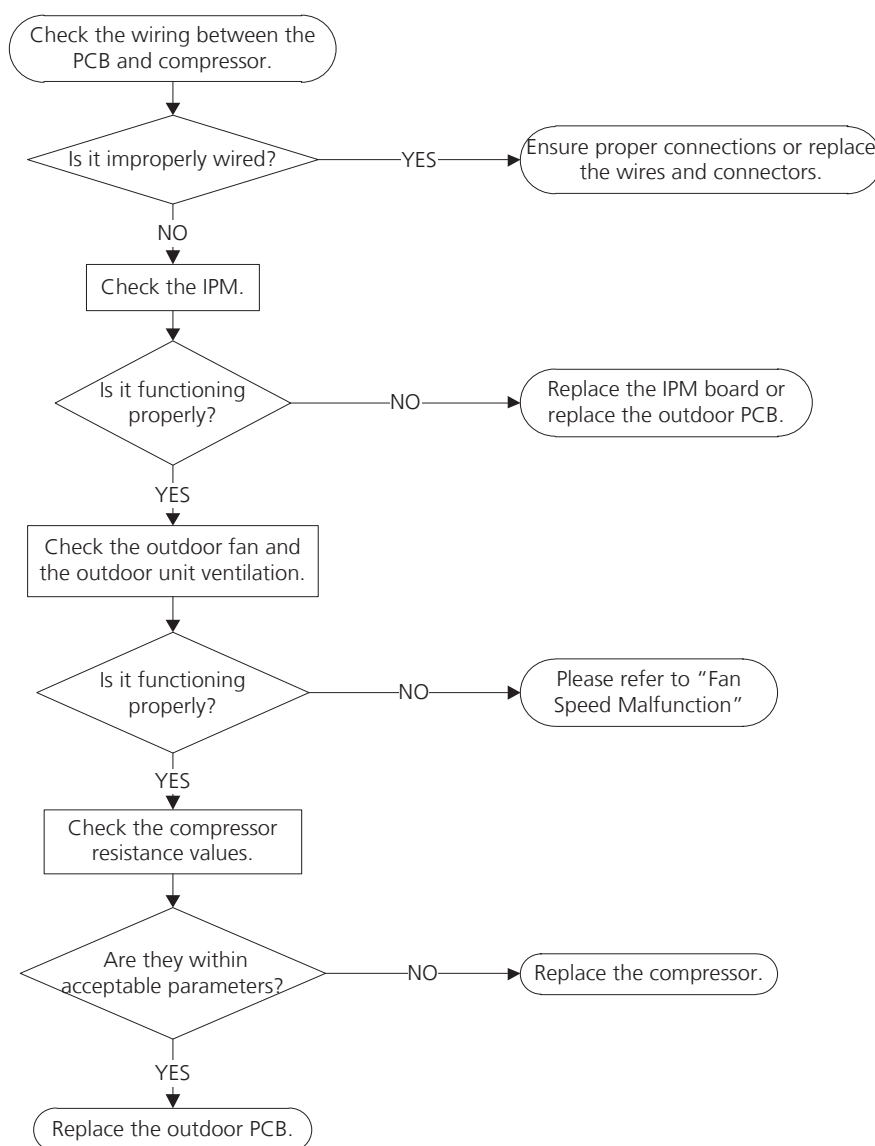 Check the wiring between the
PCB and compressor.
Is it improperly wired?
YES
Ensure proper connections or replace
the wires and connectors.
NO
Check the IPM.
Is it functioning
properly?
NO
Replace the IPM board or
replace the outdoor PCB.
YES
Check the outdoor fan and
the outdoor unit ventilation.
Is it functioning
properly?
NO
Please refer to “Fan
Speed Malfunction”
YES
Check the compressor
resistance values.
Are they within
acceptable parameters?
NO
Replace the compressor.
YES
Replace the outdoor PCB.